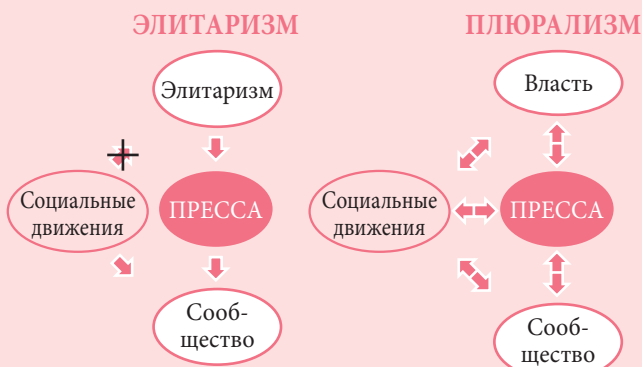 ЭЛИТАРИЗМ
Элитаризм
Социальные
движения
ПРЕССА
Сооб-
щество
ПЛЮРАЛИЗМ
Власть
Социальные
движения
ПРЕССА
Сооб-
щество